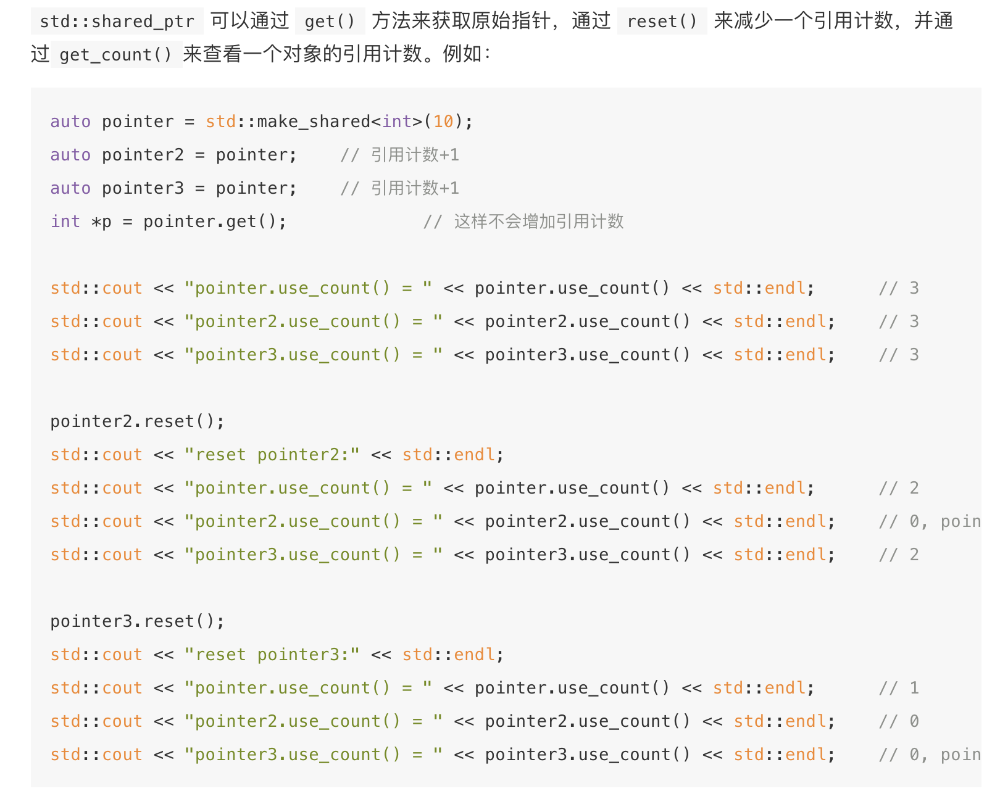 std::shared_ptr 可以通过 get() 方法来获取原始指针，通过 reset() 来减少一个引用计数，并通
过 get_count() 来查看一个对象的引用计数。例如：
auto pointer = std::make_shared<int>(10);
auto pointer2 = pointer;    // 引用计数+1
auto pointer3 = pointer;    // 引用计数+1
int *p = pointer.get();             // 这样不会增加引用计数
std::cout << "pointer.use_count() = " << pointer.use_count() << std::endl;      // 3
std::cout << "pointer2.use_count() = " << pointer2.use_count() << std::endl;    // 3
std::cout << "pointer3.use_count() = " << pointer3.use_count() << std::endl;    // 3
pointer2.reset();
std::cout << "reset pointer2:" << std::endl;
std::cout << "pointer.use_count() = " << pointer.use_count() << std::endl;      // 2
std::cout << "pointer2.use_count() = " << pointer2.use_count() << std::endl;    // 0, poin
std::cout << "pointer3.use_count() = " << pointer3.use_count() << std::endl;    // 2
pointer3.reset();
std::cout << "reset pointer3:" << std::endl;
std::cout << "pointer.use_count() = " << pointer.use_count() << std::endl;      // 1
std::cout << "pointer2.use_count() = " << pointer2.use_count() << std::endl;    // 0
std::cout << "pointer3.use_count() = " << pointer3.use_count() << std::endl;    // 0, poin